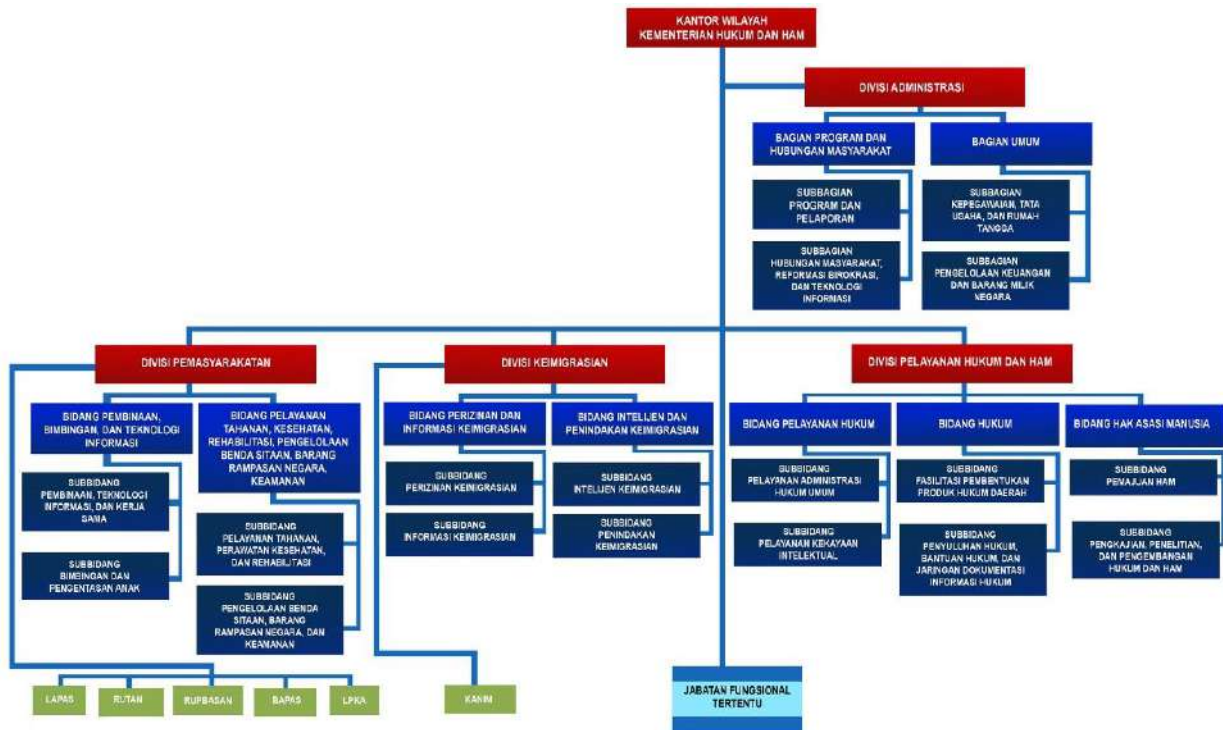 KANTOR WILAYAH
KEMENTERIAN HUKUM DAN HAM
DIVISI ADMINISTRASI
BAGIAN PROGRAM DAN
HUBUNGAN MASYARAKAT
BAGIAN UMUM
SUBBAGIAN
PROGRAM DAN
PELAPORAN
SUBBAGIAN
KEPEGAWAIAN, TATA
USAHA, DAN RUMAH
TANGGA
SUBBAGIAN
HUBUNGAN MASYARAKAT,
REFORMASI BIROKRASI,
DAN TEKNOLOGI
INFORMASI
SUBBAGIAN
PENGELOLAAN KEUANGAN
DAN BARANG MILIK
NEGARA
DIVISI PEMASYARAKATAN
DIVISI KEIMIGRASIAN
DIVISI PELAYANAN HUKUM DAN HAM
BIDANG PEMBINAAN,
BIMBINGAN, DAN TEKNOLOGI
INFORMASI
BIDANG PELAYANAN
TAHANAN, KESEHATAN,
REHABILITASI, PENGELOLAAN
BENDA SITAAN, BARANG
RAMPASAN NEGARA,
KEAMANAN
BIDANG PERIZINAN DAN
INFORMASI KEIMIGRASIAN
BIDANG INTELIJEN DAN
PENINDAKAN KEIMIGRASIAN
BIDANG PELAYANAN HUKUM
BIDANG HUKUM
BIDANG HAK ASASI MANUSIA
SUBBIDANG
PEMBINAAN, TEKNOLOGI
INFORMASI, DAN KERJA
SAMA
SUBBIDANG
BIMBINGAN DAN
PENGENTASAN ANAK
SUBBIDANG
PELAYANAN TAHANAN,
PERAWATAN KESEHATAN,
DAN REHABILITASI
SUBBIDANG
PENGELOLAAN BENDA
SITAAN, BARANG
RAMPASAN NEGARA, DAN
KEAMANAN
SUBBIDANG
PERIZINAN KEIMIGRASIAN
SUBBIDANG
INFORMASI KEIMIGRASIAN
SUBBIDANG
INTELIJEN KEIMIGRASIAN
SUBBIDANG
PENINDAKAN
KEIMIGRASIAN
SUBBIDANG
PELAYANAN ADMINISTRASI
HUKUM UMUM
SUBBIDANG
PELAYANAN KEKAYAAN
INTELEKTUAL
SUBBIDANG
FASILITASI PEMBENTUKAN
PRODUK HUKUM DAERAH
SUBBIDANG
PENYULUHAN HUKUM,
BANTUAN HUKUM, DAN
JARINGAN DOKUMENTASI
INFORMASI HUKUM
SUBBIDANG
PEMAJUAN HAM
SUBBIDANG
PENGKAJIAN, PENELITIAN,
DAN PENGEMBANGAN
HUKUM DAN HAM
LAPAS
RUTAN
RUPBASAN
BAPAS
LPKA
KANIM
JABATAN FUNGSIONAL
TERTENTU